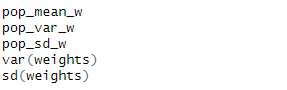 pop_mean_w
pop_var_w
pop_sd_w
var(weights)
sd(weights)